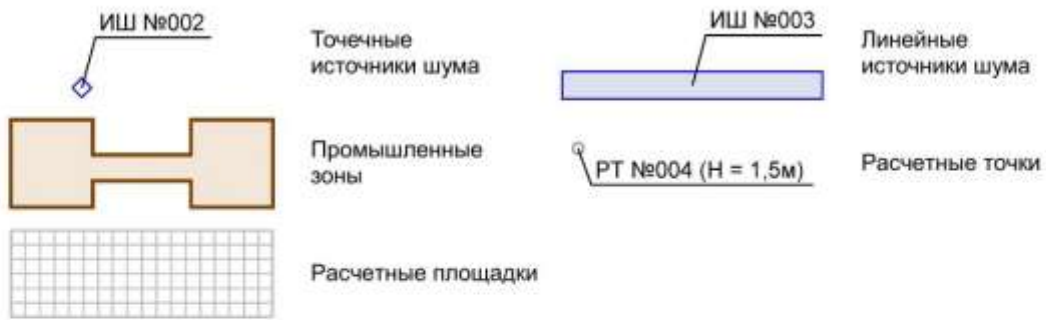 ИШ №002
Точечные
источники шума
ИШ №003
Линейные
источники шума
Промышленные
зоны
РТ №004 (Н = 1,5м)
Расчетные точки
Расчетные площадки